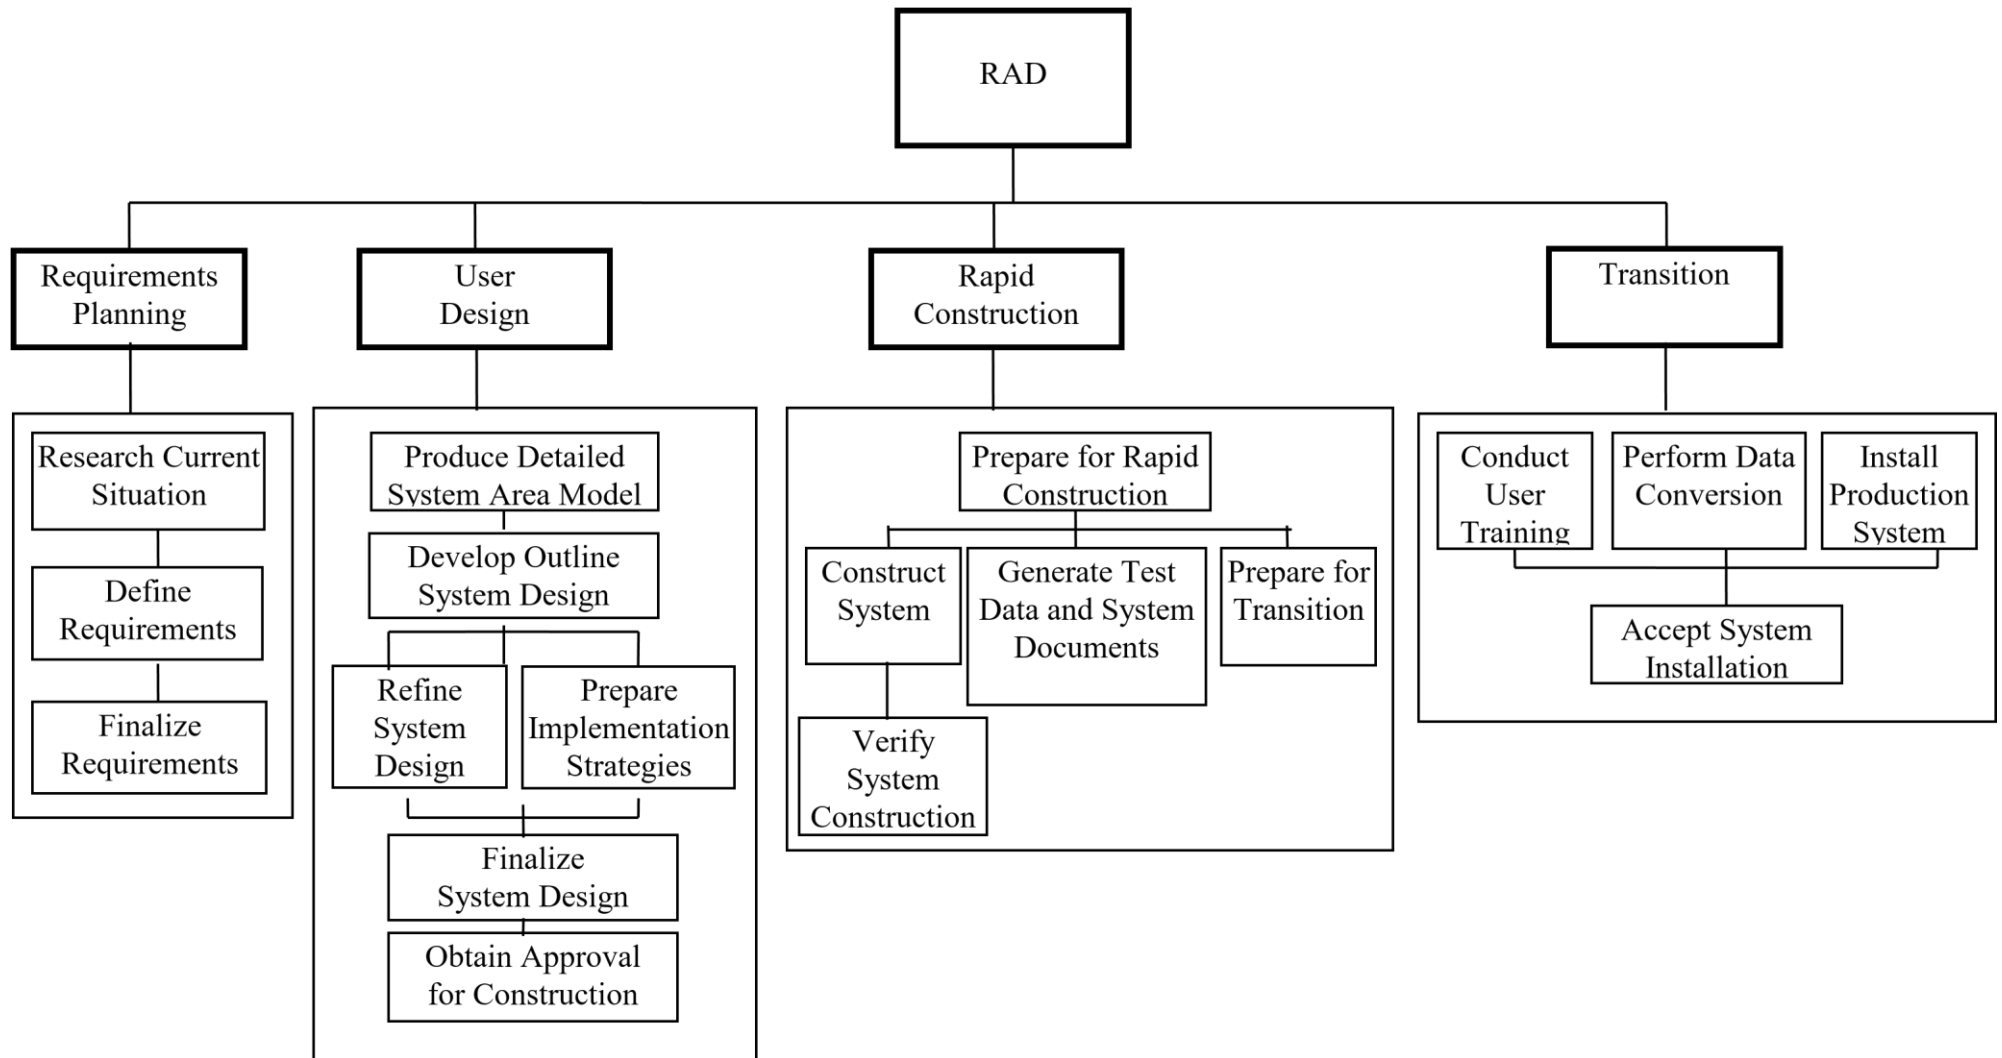 RAD
Requirements
Planning
User
Design
Rapid
Construction
Transition
Research Current
Situation
Define
Requirements
Finalize
Requirements
Produce Detailed
System Area Model
Develop Outline
System Design
Refine
System
Design
Prepare
Implementation
Strategies
Finalize
System Design
Obtain Approval
for Construction
Prepare for Rapid
Construction
Construct
System
Generate Test
Data and System
Documents
Prepare for
Transition
Verify
System
Construction
Conduct
User
Training
Perform Data
Conversion
Install
Production
System
Accept System
Installation